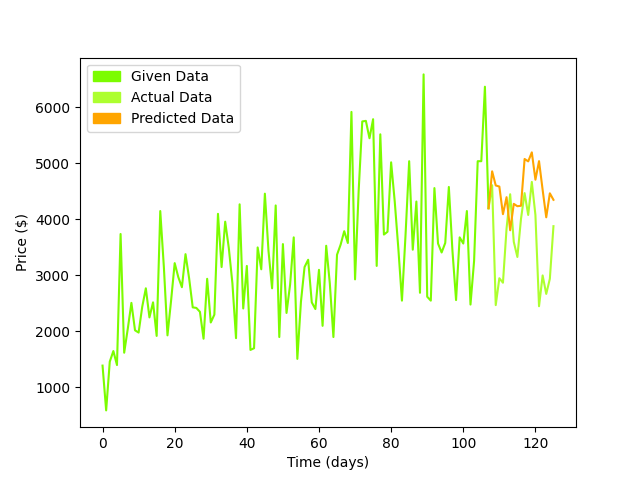 Given Data
Actual Data
Predicted Data
6000
5000
4000
3000
2000
1000
Price ($)
0 20 40 60 80 100 120
Time (days)